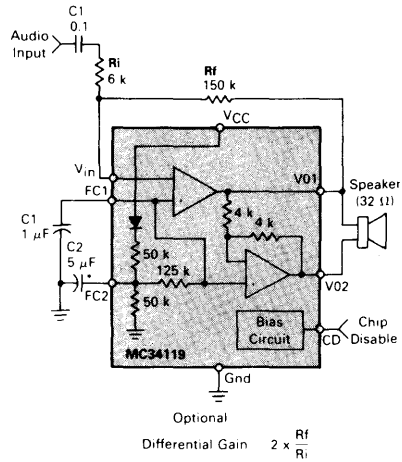 C1
0.1
Audio
Input
Ri
6 k
Rf
150 k
VCC
Vin
FC1
V01
Speaker
(32 Ω)
4 k
4 k
C1
1 μF
C2
5 μF
+
50 k
125 k
FC2
50 k
V02
Bias
Circuit
CD
Chip
Disable
MC34119
Gnd
Optional
Differential Gain 2 x Rf
Ri